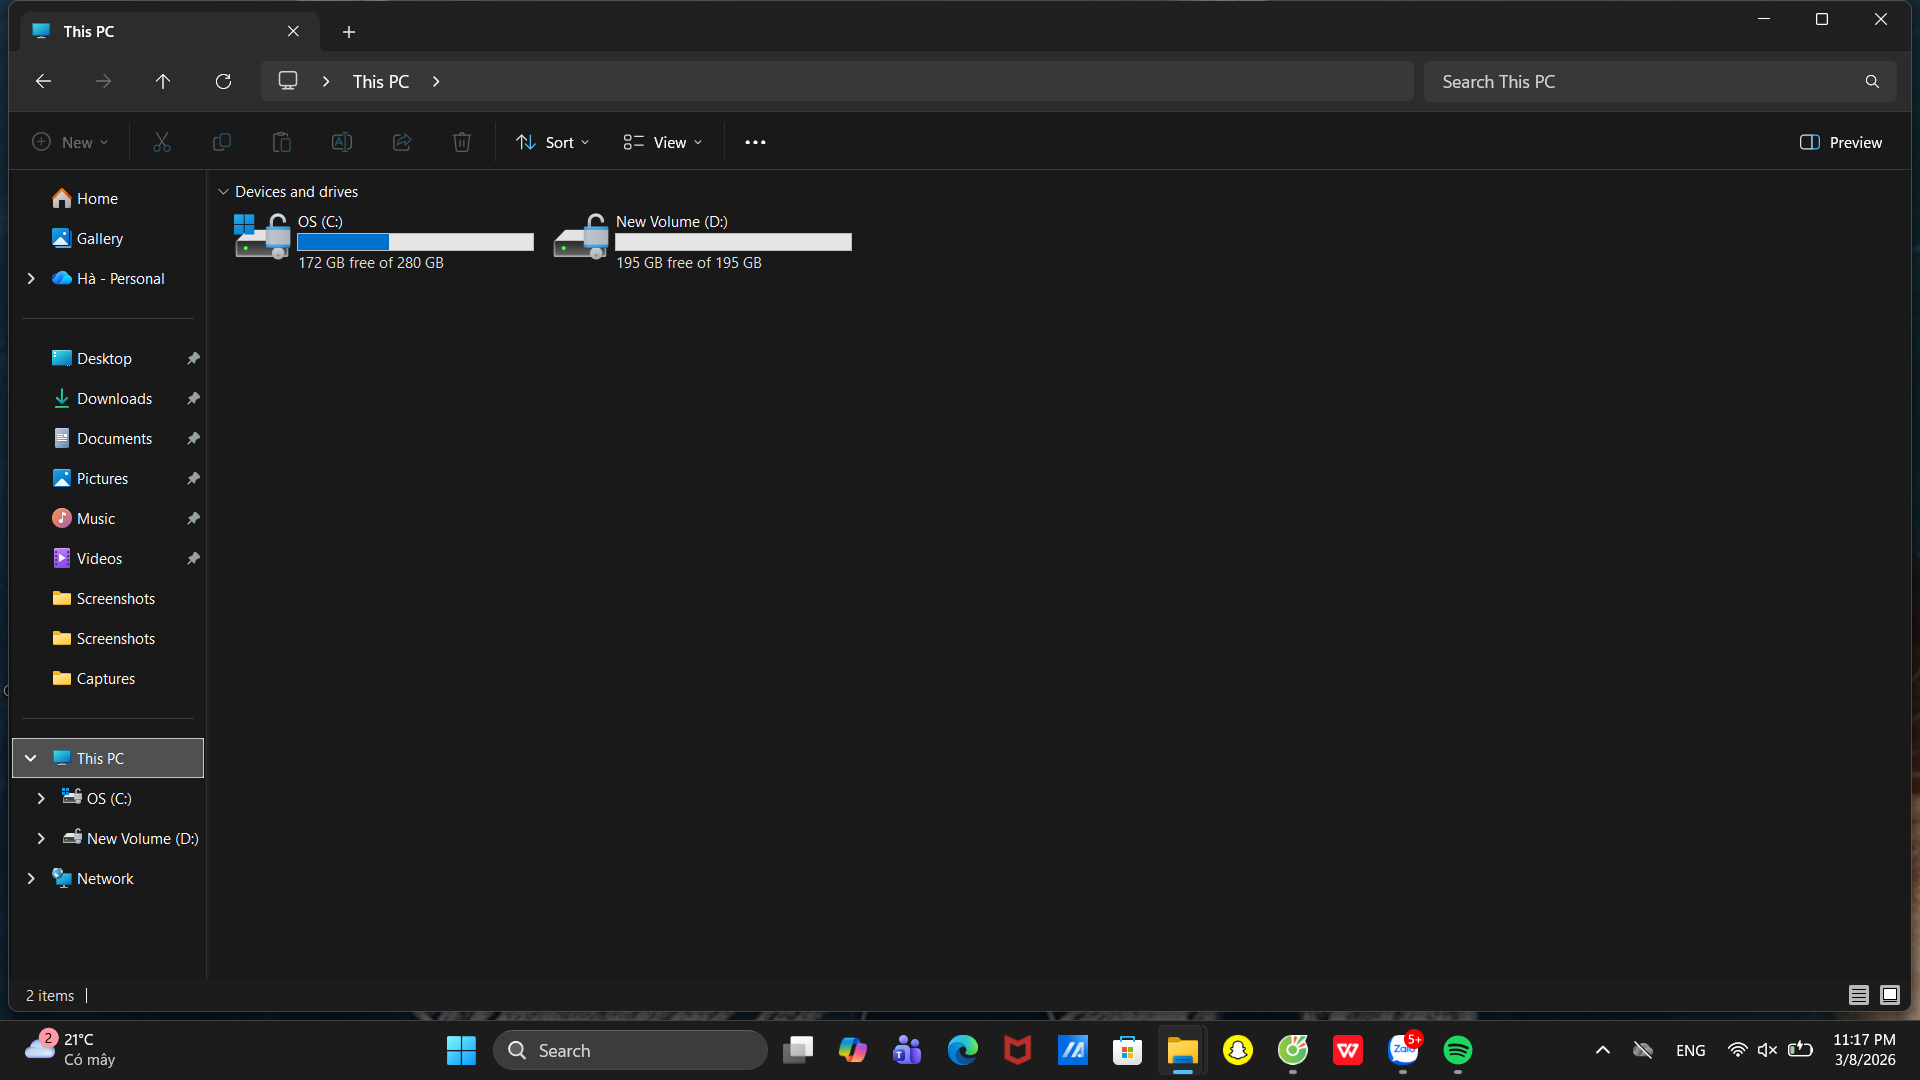 This PC
This PC
Search This PC
New
Sort
View
Preview
Home
Gallery
Hà - Personal
Desktop
Downloads
Documents
Pictures
Music
Videos
Screenshots
Screenshots
Captures
This PC
OS (C:)
New Volume (D:)
Network
Devices and drives
OS (C:)
172 GB free of 280 GB
New Volume (D:)
195 GB free of 195 GB
2 items
2
21°C
Có mây
Search
Zalo
5+
ENG
11:17 PM
3/8/2026